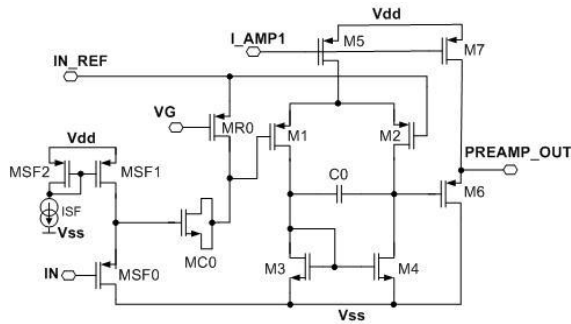 Vdd
I_AMP1
M5
M7
IN_REF
VG
MR0
M1
M2
Vdd
PREAMP_OUT
MSF2
MSF1
C0
M6
ISF
Vss
MC0
IN
MSF0
M3
M4
Vss